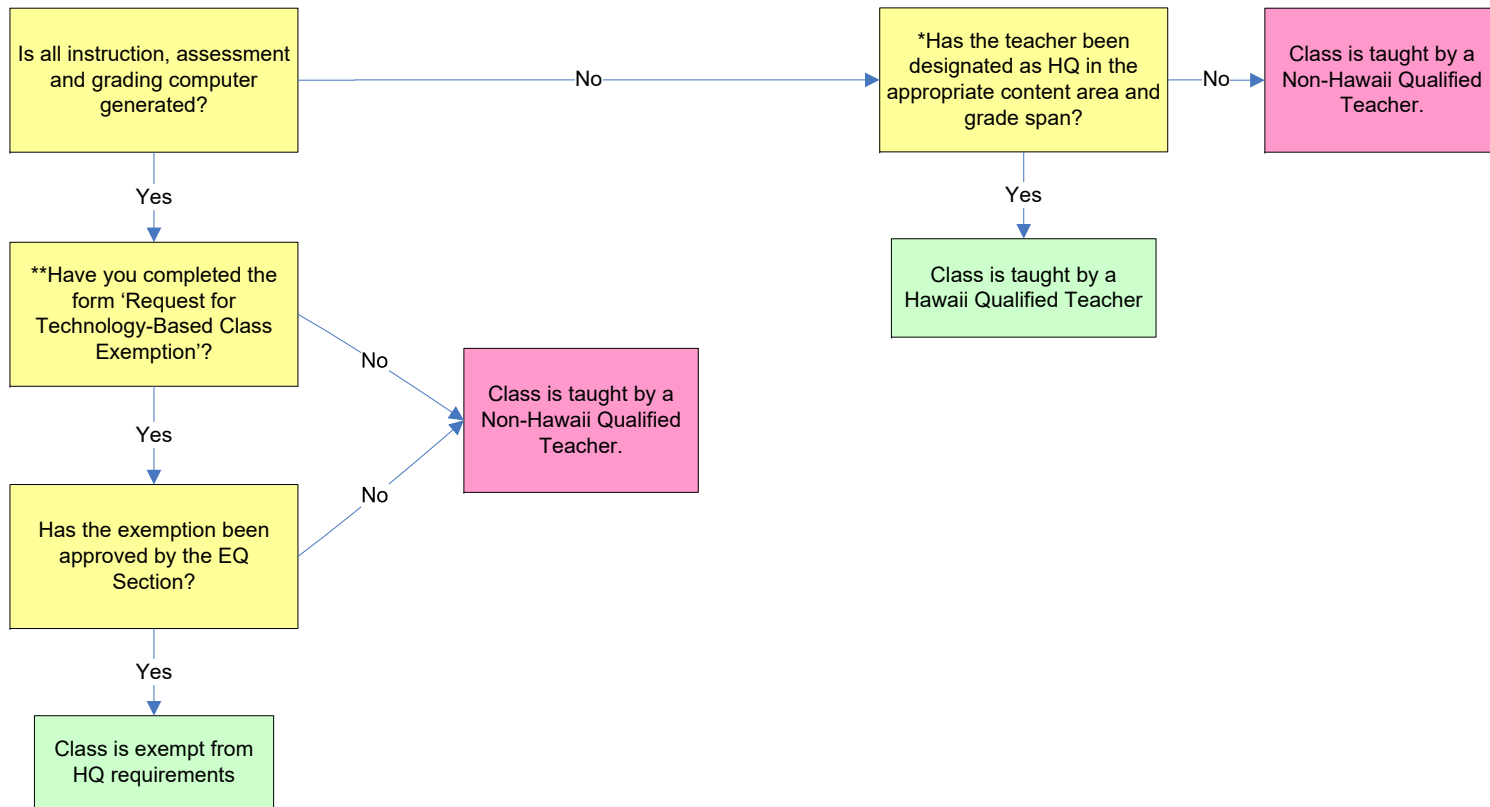 Is all instruction, assessment
and grading computer
generated?
No
*Has the teacher been
designated as HQ in the
appropriate content area and
grade span?
No
Class is taught by a
Non-Hawaii Qualified
Teacher.
Yes
Yes
**Have you completed the
form ‘Request for
Technology-Based Class
Exemption’?
Class is taught by a
Hawaii Qualified Teacher
No
Class is taught by a
Non-Hawaii Qualified
Teacher.
Yes
No
Has the exemption been
approved by the EQ
Section?
Yes
Class is exempt from
HQ requirements